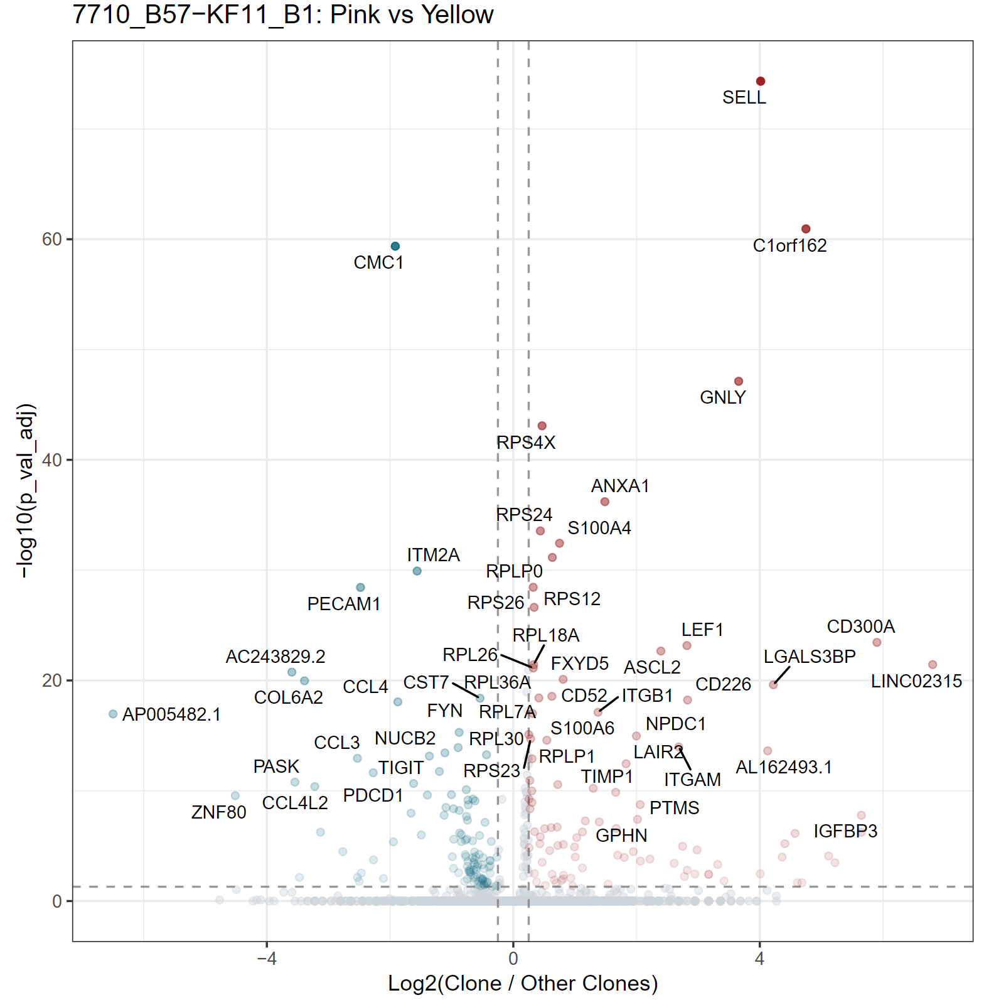 7710_B57−KF11_B1: Pink vs Yellow
SELL
60
C1orf162
CMC1
GNLY
RPS4X
40
ANXA1
RPS24
S100A4
ITM2A
RPLP0
RPS12
RPS26
PECAM1
LEF1
CD300A
RPL18A
RPL26
AC243829.2
LGALS3BP
FXYD5
ASCL2
20
LINC02315
CST7
RPL36A
CD226
CCL4
COL6A2
CD52
ITGB1
FYN
RPL7A
AP005482.1
NPDC1
S100A6
NUCB2
RPL30
CCL3
LAIR2
RPLP1
PASK
TIGIT
AL162493.1
RPS23
TIMP1
ITGAM
PDCD1
CCL4L2
PTMS
ZNF80
IGFBP3
GPHN
0
−4
0
4
Log2(Clone / Other Clones)
−log10(p_val_adj)